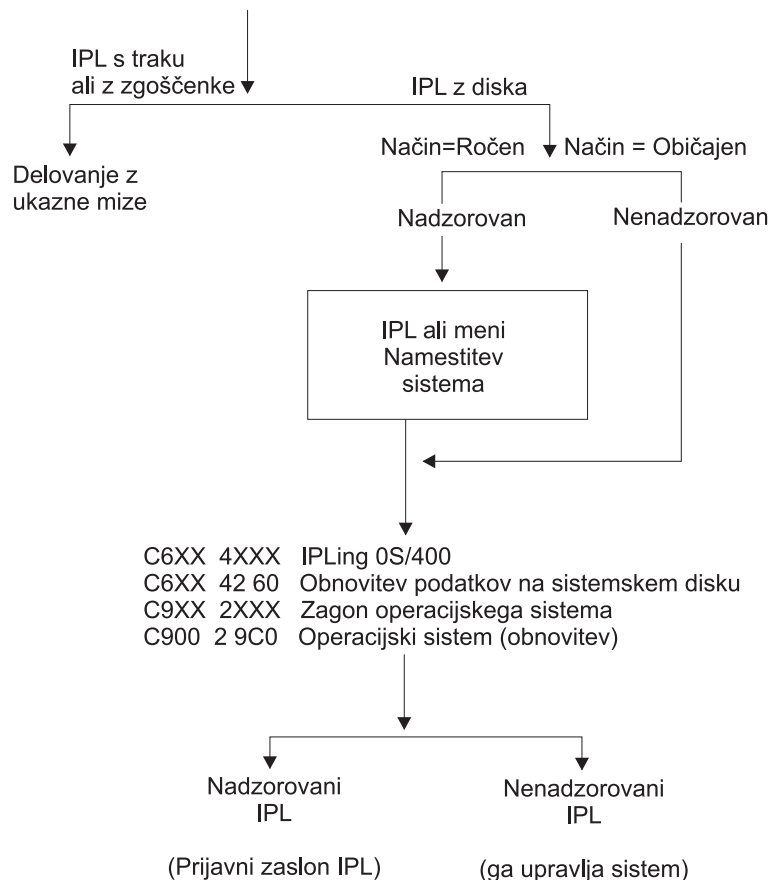 IPL s traku
ali z zgoščenke
IPL z diska
Delovanje z
ukazne mize
Način=Ročen
Način = Običajen
Nadzorovan
Nenadzorovan
IPL ali meni
Namestitev
sistema
C6XX 4XXX IPLing 0S/400
C6XX 42 60 Obnovitev podatkov na sistemskem disku
C9XX 2XXX Zagon operacijskega sistema
C900 2 9C0 Operacijski sistem (obnovitev)
Nadzorovani
IPL
(Prijavni zaslon IPL)
Nenadzorovani
IPL
(ga upravlja sistem)